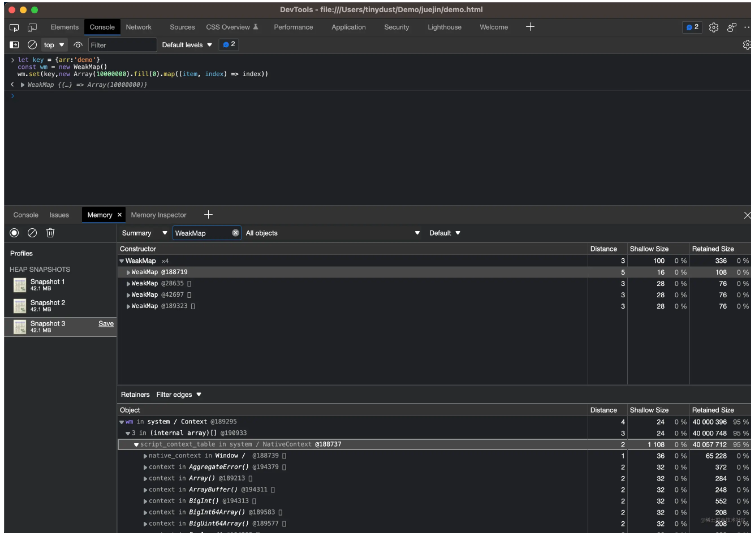 DevTools - file:///Users/tinydust/Demo/juejin/demo.html
Elements Console Network Sources CSS Overview Performance Application Security Lighthouse Welcome 2
top Filter Default levels 2
let key = {arr:'demo'}
const wm = new WeakMap()
wm.set(key,new Array(10000000).fill(0).map((item, index) => index))
WeakMap {{…} => Array(10000000)}
Console Issues Memory Memory Inspector
Summary WeakMap All objects Default
Profiles
HEAP SNAPSHOTS
Snapshot 1
42.1 MB
Snapshot 2
42.1 MB
Snapshot 3 Save
42.1 MB
Constructor Distance Shallow Size Retained Size
WeakMap ×4 3 100 0 % 336 0 %
WeakMap @188719 5 16 0 % 108 0 %
WeakMap @28635 3 28 0 % 76 0 %
WeakMap @42697 3 28 0 % 76 0 %
WeakMap @189323 3 28 0 % 76 0 %
Retainers Filter edges
Object Distance Shallow Size Retained Size
wm in system / Context @189295 4 24 0 % 40 000 396 95 %
3 in (internal array)[] @190933 3 24 0 % 40 000 748 95 %
script_context_table in system / NativeContext @188737 2 1 108 0 % 40 057 712 95 %
native_context in Window / @188739 1 36 0 % 65 228 0 %
context in AggregateError() @194379 2 32 0 % 372 0 %
context in Array() @189213 2 32 0 % 284 0 %
context in ArrayBuffer() @194311 2 32 0 % 248 0 %
context in BigInt() @194313 2 32 0 % 552 0 %
context in BigInt64Array() @189583 2 32 0 % 208 0 %
context in BigUint64Array() @189577 2 32 0 % 208 0 %